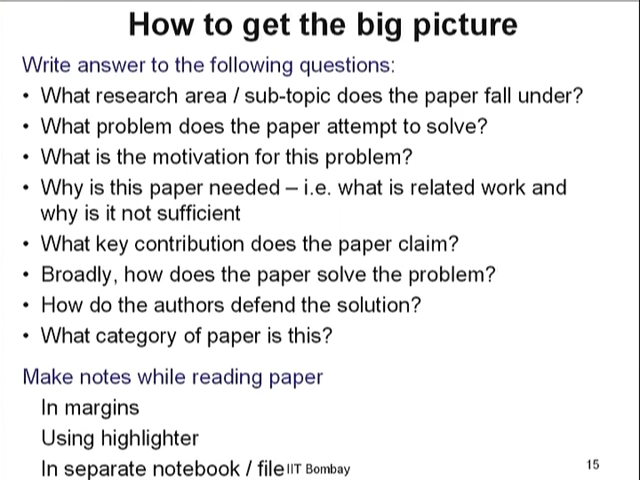 How to get the big picture
Write answer to the following questions:
• What research area / sub-topic does the paper fall under?
• What problem does the paper attempt to solve?
• What is the motivation for this problem?
• Why is this paper needed – i.e. what is related work and
why is it not sufficient
• What key contribution does the paper claim?
• Broadly, how does the paper solve the problem?
• How do the authors defend the solution?
• What category of paper is this?
Make notes while reading paper
In margins
Using highlighter
In separate notebook / file IIT Bombay
15